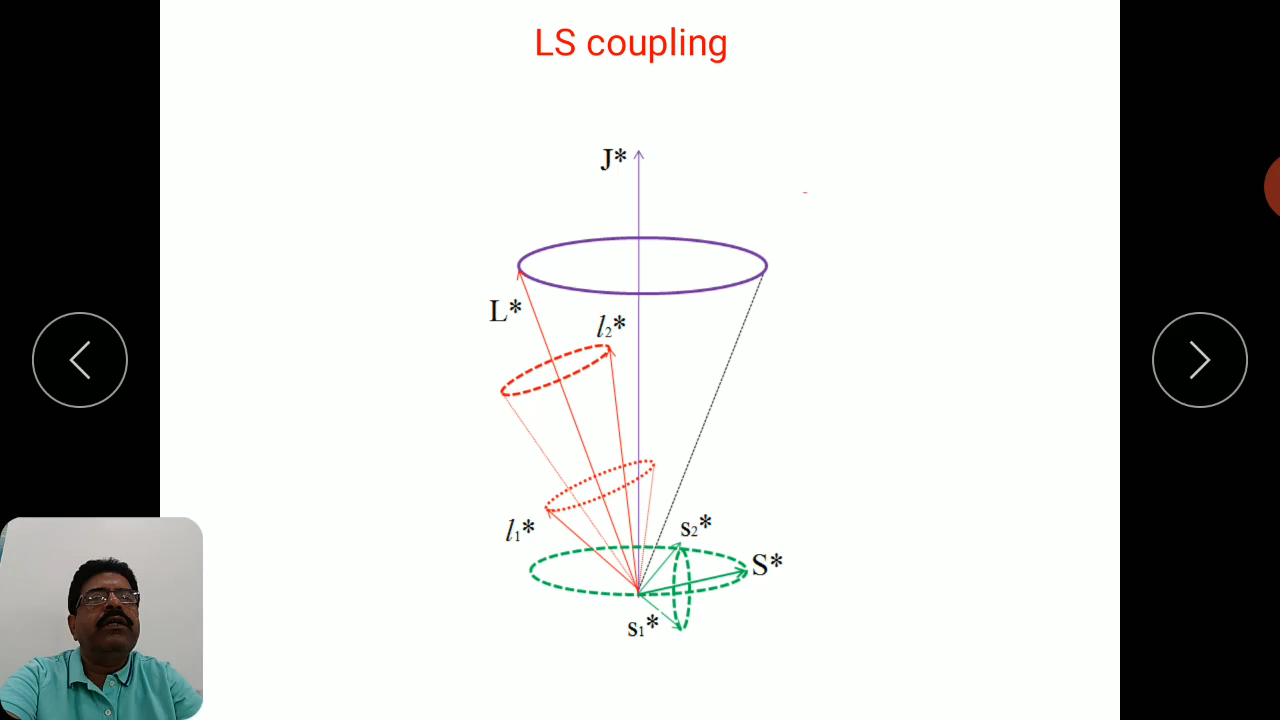 LS coupling
J*
L*
l₂*
l₁*
s₂*
S*
s₁*